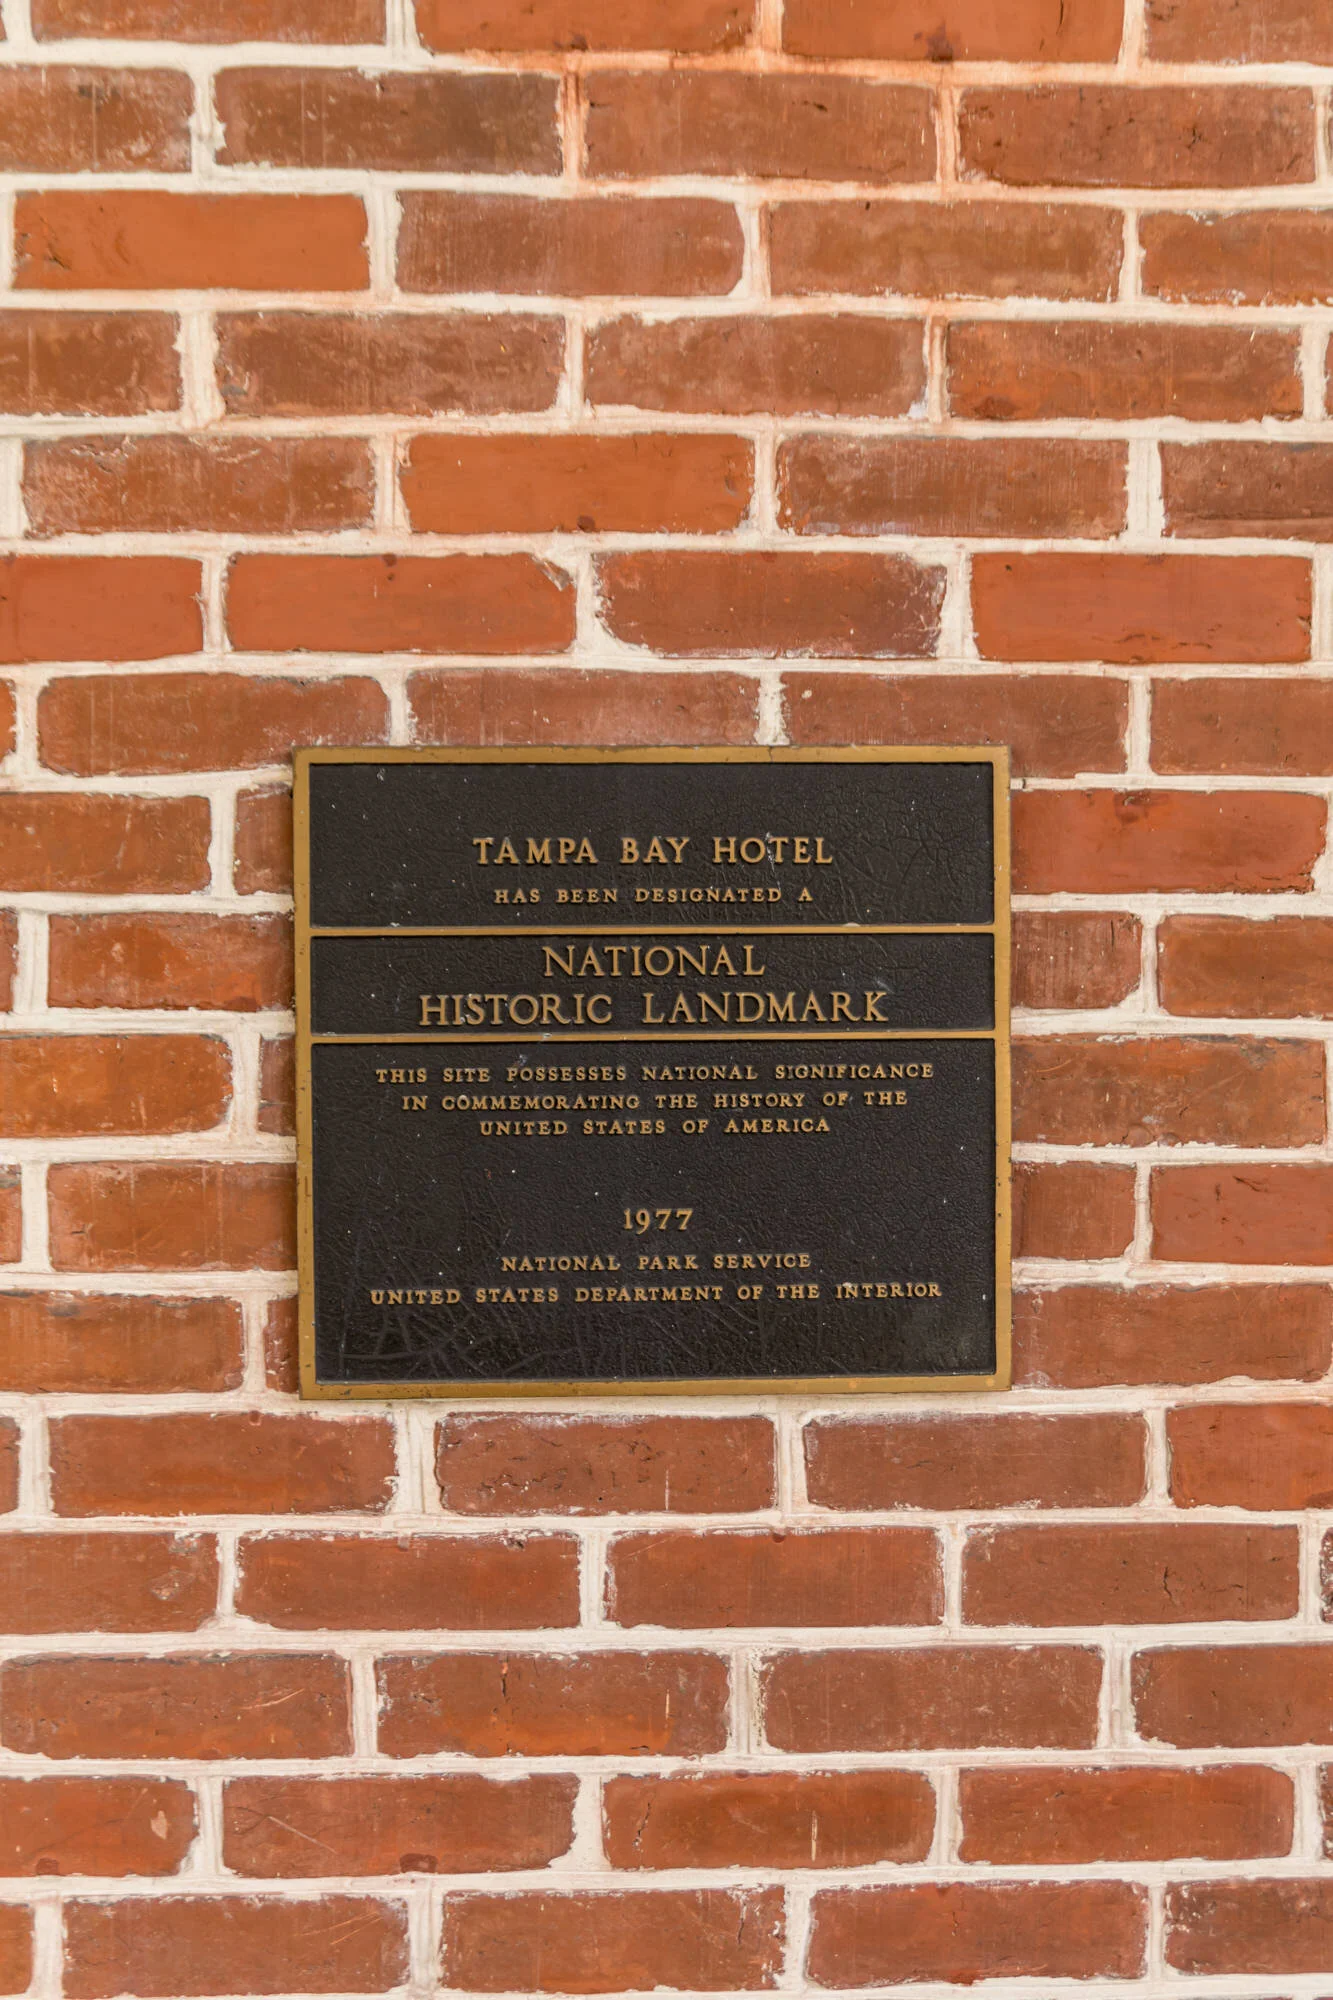 TAMPA BAY HOTEL
HAS BEEN DESIGNATED A
NATIONAL
HISTORIC LANDMARK
THIS SITE POSSESSES NATIONAL SIGNIFICANCE
IN COMMEMORATING THE HISTORY OF THE
UNITED STATES OF AMERICA
1977
NATIONAL PARK SERVICE
UNITED STATES DEPARTMENT OF THE INTERIOR